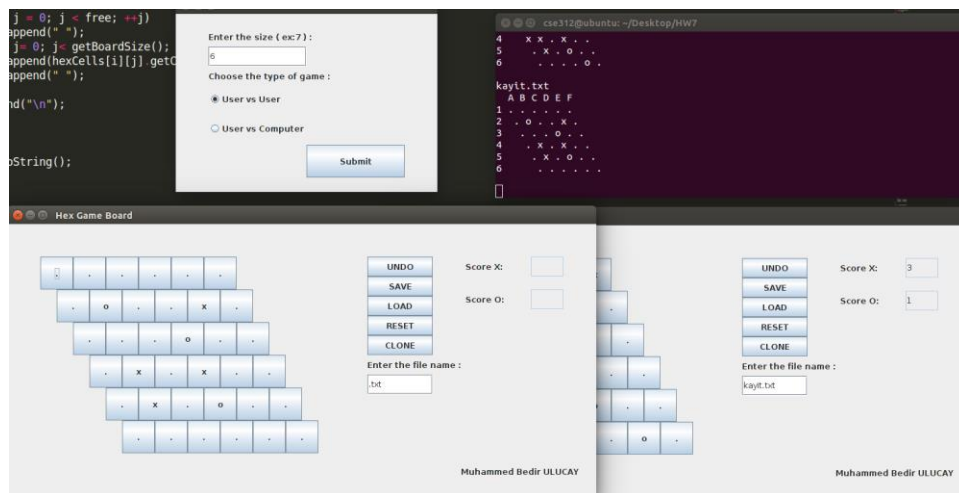 j = 0; j < free; ++j)
append(" ");
j= 0; j< getBoardSize();
append(hexCells[i][j].getC
append(" ");
nd("\n");
oString();
Enter the size ( ex:7 ) :
6
Choose the type of game :
User vs User
User vs Computer
Submit
cse312@ubuntu: ~/Desktop/HW7
4 x x . x . .
5 . x . o . .
6 . . . . o .
kayit.txt
A B C D E F
1 . . . . . .
2 . o . . x .
3 . . . o . .
4 . x . x . .
5 . x . o . .
6 . . . . . .
Hex Game Board
. . . . . .
. o . . x .
. . . o . .
. x . x . .
. x . o . .
. . . . . .
UNDO
SAVE
LOAD
RESET
CLONE
Enter the file name :
.txt
Score X:
Score O:
Muhammed Bedir ULUCAY
.
.
. .
. .
. o .
UNDO
SAVE
LOAD
RESET
CLONE
Enter the file name :
kayit.txt
Score X: 3
Score O: 1
Muhammed Bedir ULUCAY